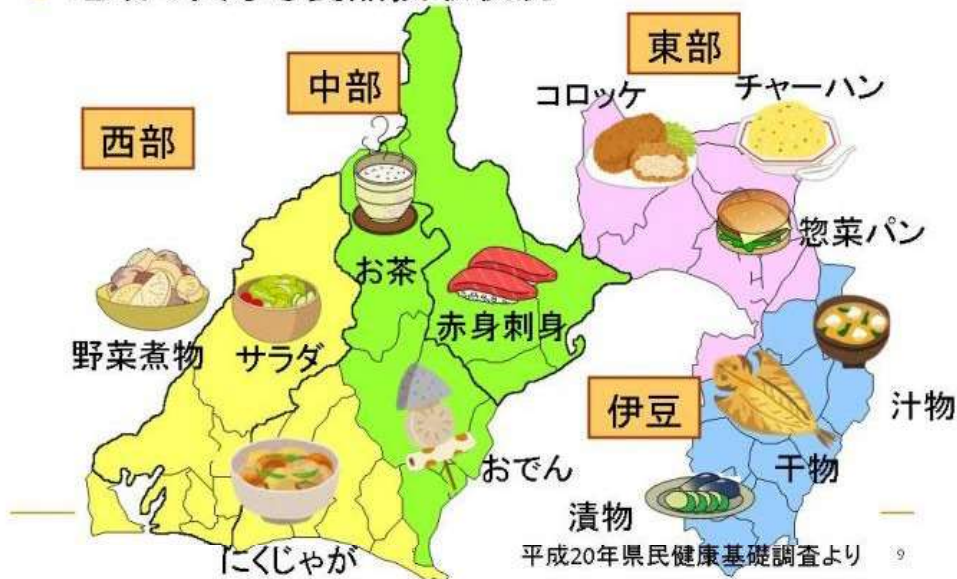 東部
中部
コロッケ
チャーハン
西部
惣菜パン
お茶
赤身刺身
野菜煮物
サラダ
伊豆
汁物
おでん
干物
漬物
にくじゃが
平成20年県民健康基礎調査より
9